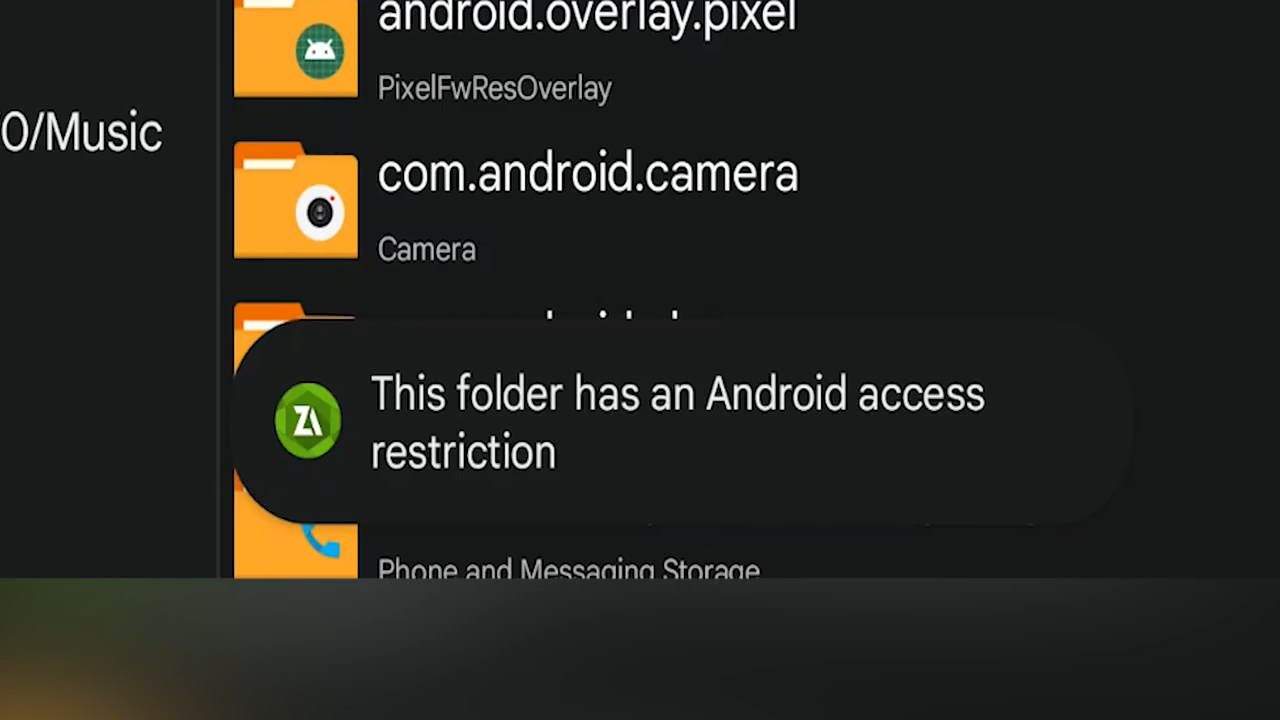 android.overlay.pixel
PixelFwResOverlay
0/Music
com.android.camera
Camera
This folder has an Android access
restriction
Phone and Messaging Storage